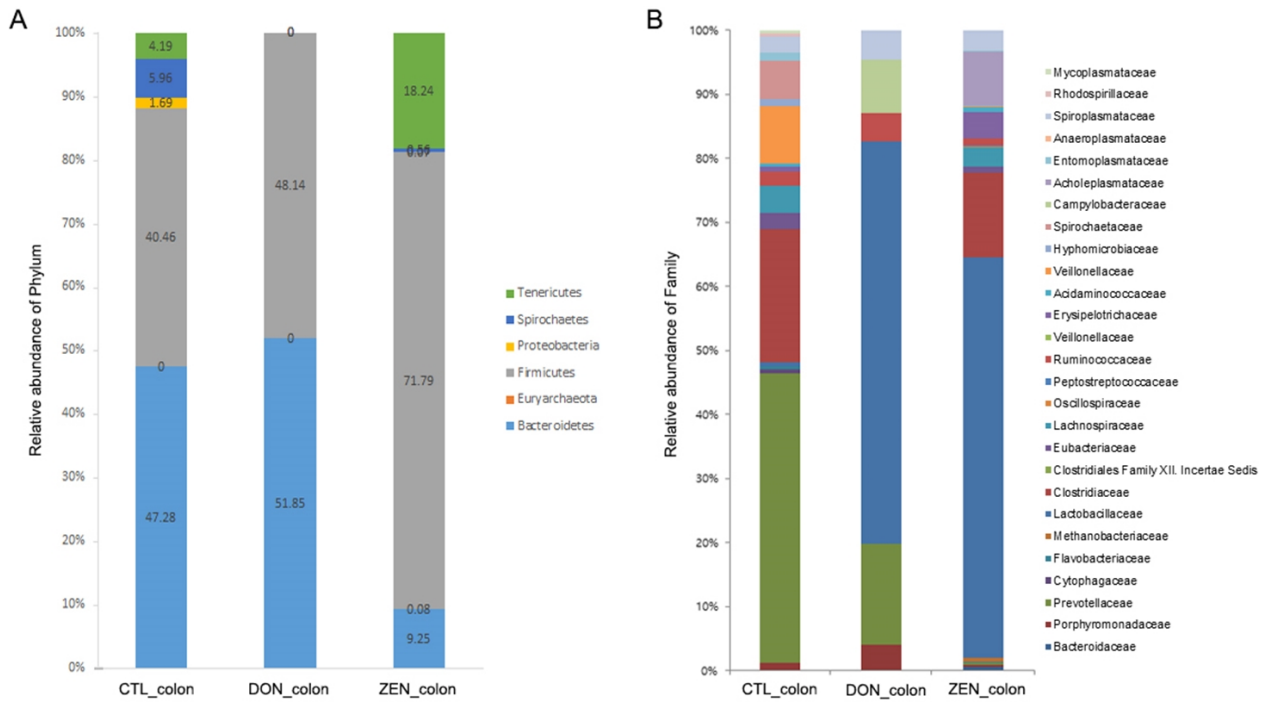 A
Relative abundance of Phylum
100%
90%
80%
70%
60%
50%
40%
30%
20%
10%
0%
4.19
5.96
1.69
40.46
0
47.28
0
48.14
0
51.85
18.24
71.79
0.08
9.25
CTL_colon
DON_colon
ZEN_colon
Tenericutes
Spirochaetes
Proteobacteria
Firmicutes
Euryarchaeota
Bacteroidetes
B
Relative abundance of Family
100%
90%
80%
70%
60%
50%
40%
30%
20%
10%
0%
CTL_colon
DON_colon
ZEN_colon
Mycoplasmataceae
Rhodospirillaceae
Spiroplasmataceae
Anaeroplasmataceae
Entomoplasmataceae
Acholeplasmataceae
Campylobacteraceae
Spirochaetaceae
Hyphomicrobiaceae
Veillonellaceae
Acidaminococcaceae
Erysipelotrichaceae
Veillonellaceae
Ruminococcaceae
Peptostreptococcaceae
Oscillospiraceae
Lachnospiraceae
Eubacteriaceae
Clostridiales Family XII. Incertae Sedis
Clostridiaceae
Lactobacillaceae
Methanobacteriaceae
Flavobacteriaceae
Cytophagaceae
Prevotellaceae
Porphyromonadaceae
Bacteroidaceae